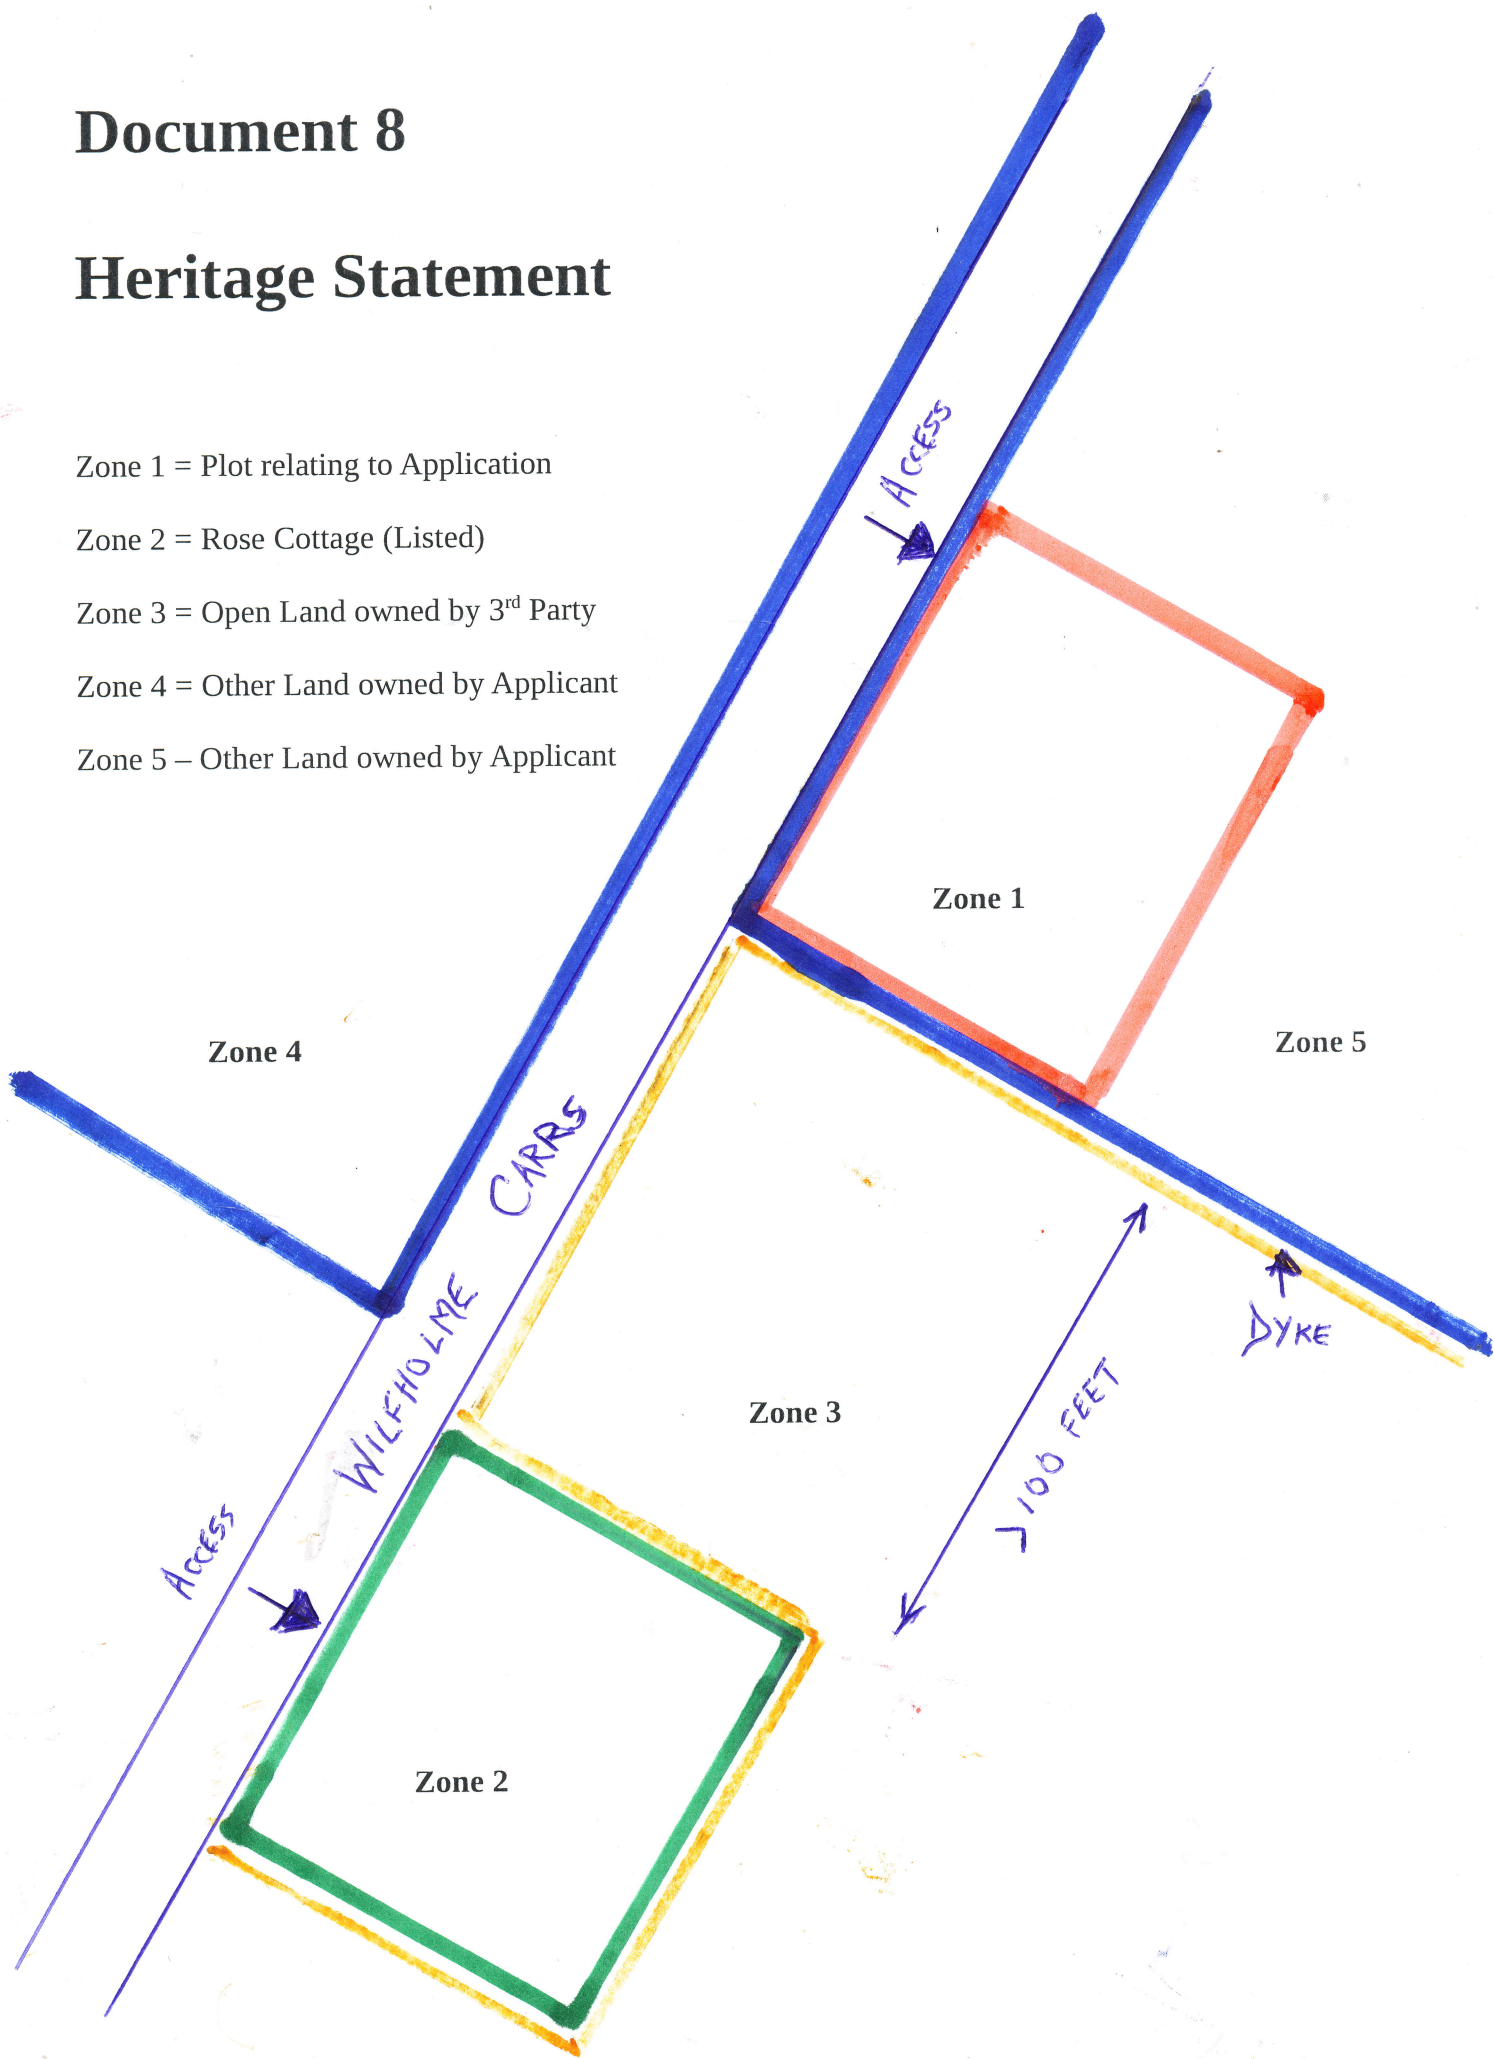 Document 8
Heritage Statement
Zone 1 = Plot relating to Application
Zone 2 = Rose Cottage (Listed)
Zone 3 = Open Land owned by 3rd Party
Zone 4 = Other Land owned by Applicant
Zone 5 – Other Land owned by Applicant
ACCESS
Zone 1
Zone 5
Zone 4
WILFHOLME CARRS
DYKE
Zone 3
> 100 FEET
ACCESS
Zone 2